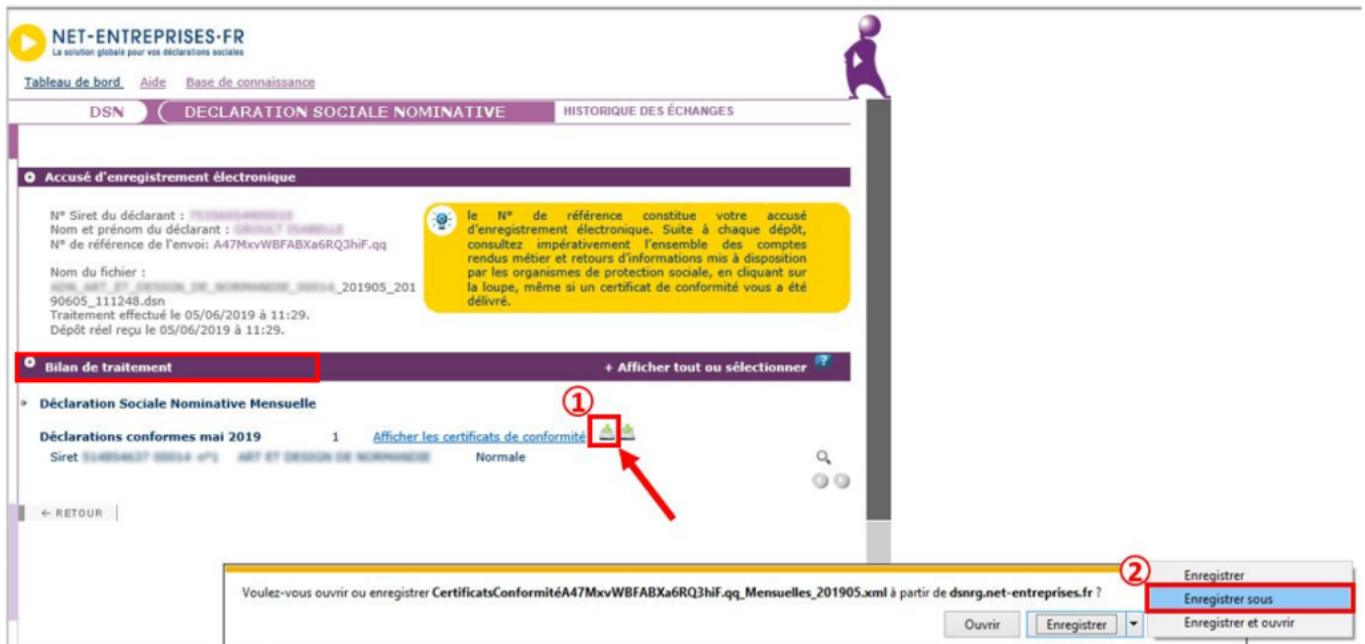 NET-ENTREPRISES·FR
La solution globale pour vos déclarations sociales
Tableau de bord Aide Base de connaissance
DSN DECLARATION SOCIALE NOMINATIVE HISTORIQUE DES ÉCHANGES
Accusé d'enregistrement électronique
N° Siret du déclarant :
Nom et prénom du déclarant :
N° de référence de l'envoi: A47MxvWBFABXa6RQ3hiF.qq
Nom du fichier :
_201905_201
90605_111248.dsn
Traitement effectué le 05/06/2019 à 11:29.
Dépôt réel reçu le 05/06/2019 à 11:29.
le N° de référence constitue votre accusé
d'enregistrement électronique. Suite à chaque dépôt,
consultez impérativement l'ensemble des comptes
rendus métier et retours d'informations mis à disposition
par les organismes de protection sociale, en cliquant sur
la loupe, même si un certificat de conformité vous a été
délivré.
Bilan de traitement + Afficher tout ou sélectionner ?
Déclaration Sociale Nominative Mensuelle
1
Déclarations conformes mai 2019 1 Afficher les certificats de conformité
Siret Normale
← RETOUR
2
Voulez-vous ouvrir ou enregistrer CertificatsConformitéA47MxvWBFABXa6RQ3hiF.qq_Mensuelles_201905.xml à partir de dsnrg.net-entreprises.fr ?
Ouvrir Enregistrer
Enregistrer
Enregistrer sous
Enregistrer et ouvrir